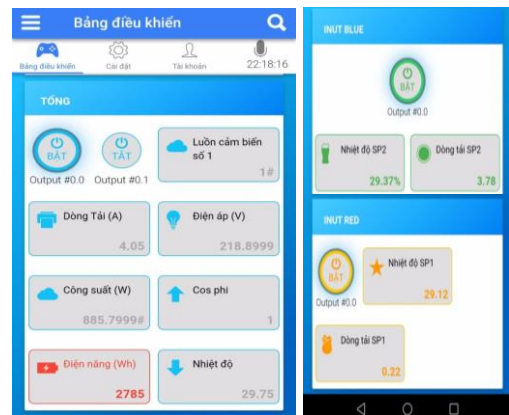 Bảng điều khiển
Bảng điều khiển
Cài đặt
Tài khoản
22:18:16
TỔNG
BẬT
TẮT
Output #0.0
Output #0.1
Luồn cảm biến
số 1
1#
Dòng Tải (A)
4.05
Điện áp (V)
218.8999
Công suất (W)
885.7999#
Cos phi
1
Điện năng (Wh)
2785
Nhiệt độ
29.75
INUT BLUE
BẬT
Output #0.0
Nhiệt độ SP2
29.37%
Dòng tải SP2
3.78
INUT RED
BẬT
Output #0.0
Nhiệt độ SP1
29.12
Dòng tải SP1
0.22